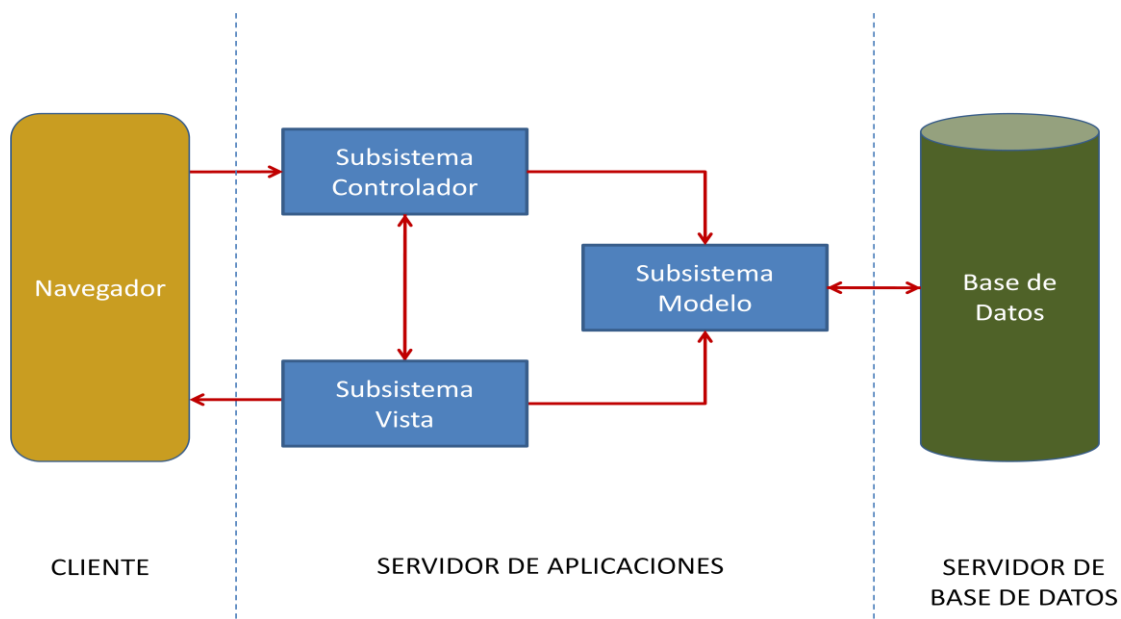 Subsistema
Controlador
Navegador
Subsistema
Modelo
Base de
Datos
Subsistema
Vista
CLIENTE
SERVIDOR DE APLICACIONES
SERVIDOR DE
BASE DE DATOS